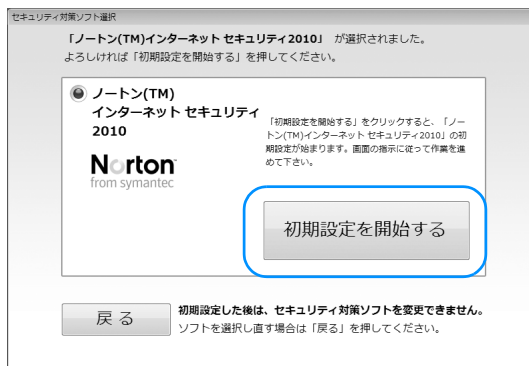 セキュリティ対策ソフト選択
「ノートン(TM)インターネット セキュリティ2010」 が選択されました。
よろしければ「初期設定を開始する」を押してください。
ノートン(TM)
インターネット セキュリティ
2010
Norton
from symantec
「初期設定を開始する」をクリックすると、「ノー
トン(TM)インターネット セキュリティ2010」の初
期設定が始まります。画面の指示に従って作業を進
めて下さい。
初期設定を開始する
戻 る
初期設定した後は、セキュリティ対策ソフトを変更できません。
ソフトを選択し直す場合は「戻る」を押してください。